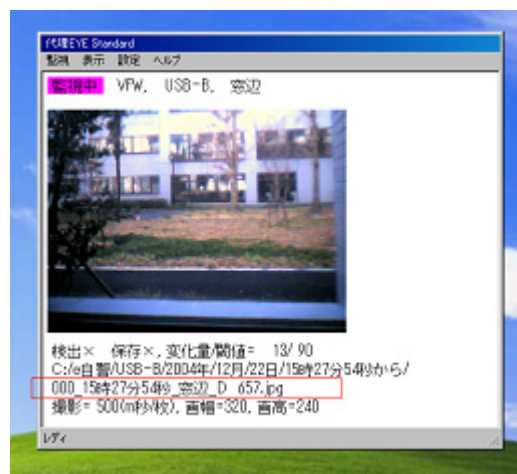 代理EYE Standard
監視 表示 設定 ヘルプ
監視中 VFW, USB-B, 窓辺
検出× 保存×, 変化量/閾値= 13/ 90
C:/e自警/USB-B/2004年/12月/22日/15時27分54秒から/
000_15時27分54秒_窓辺_D 657.jpg
撮影= 500(m秒/枚), 画幅=320, 画高=240
レディ